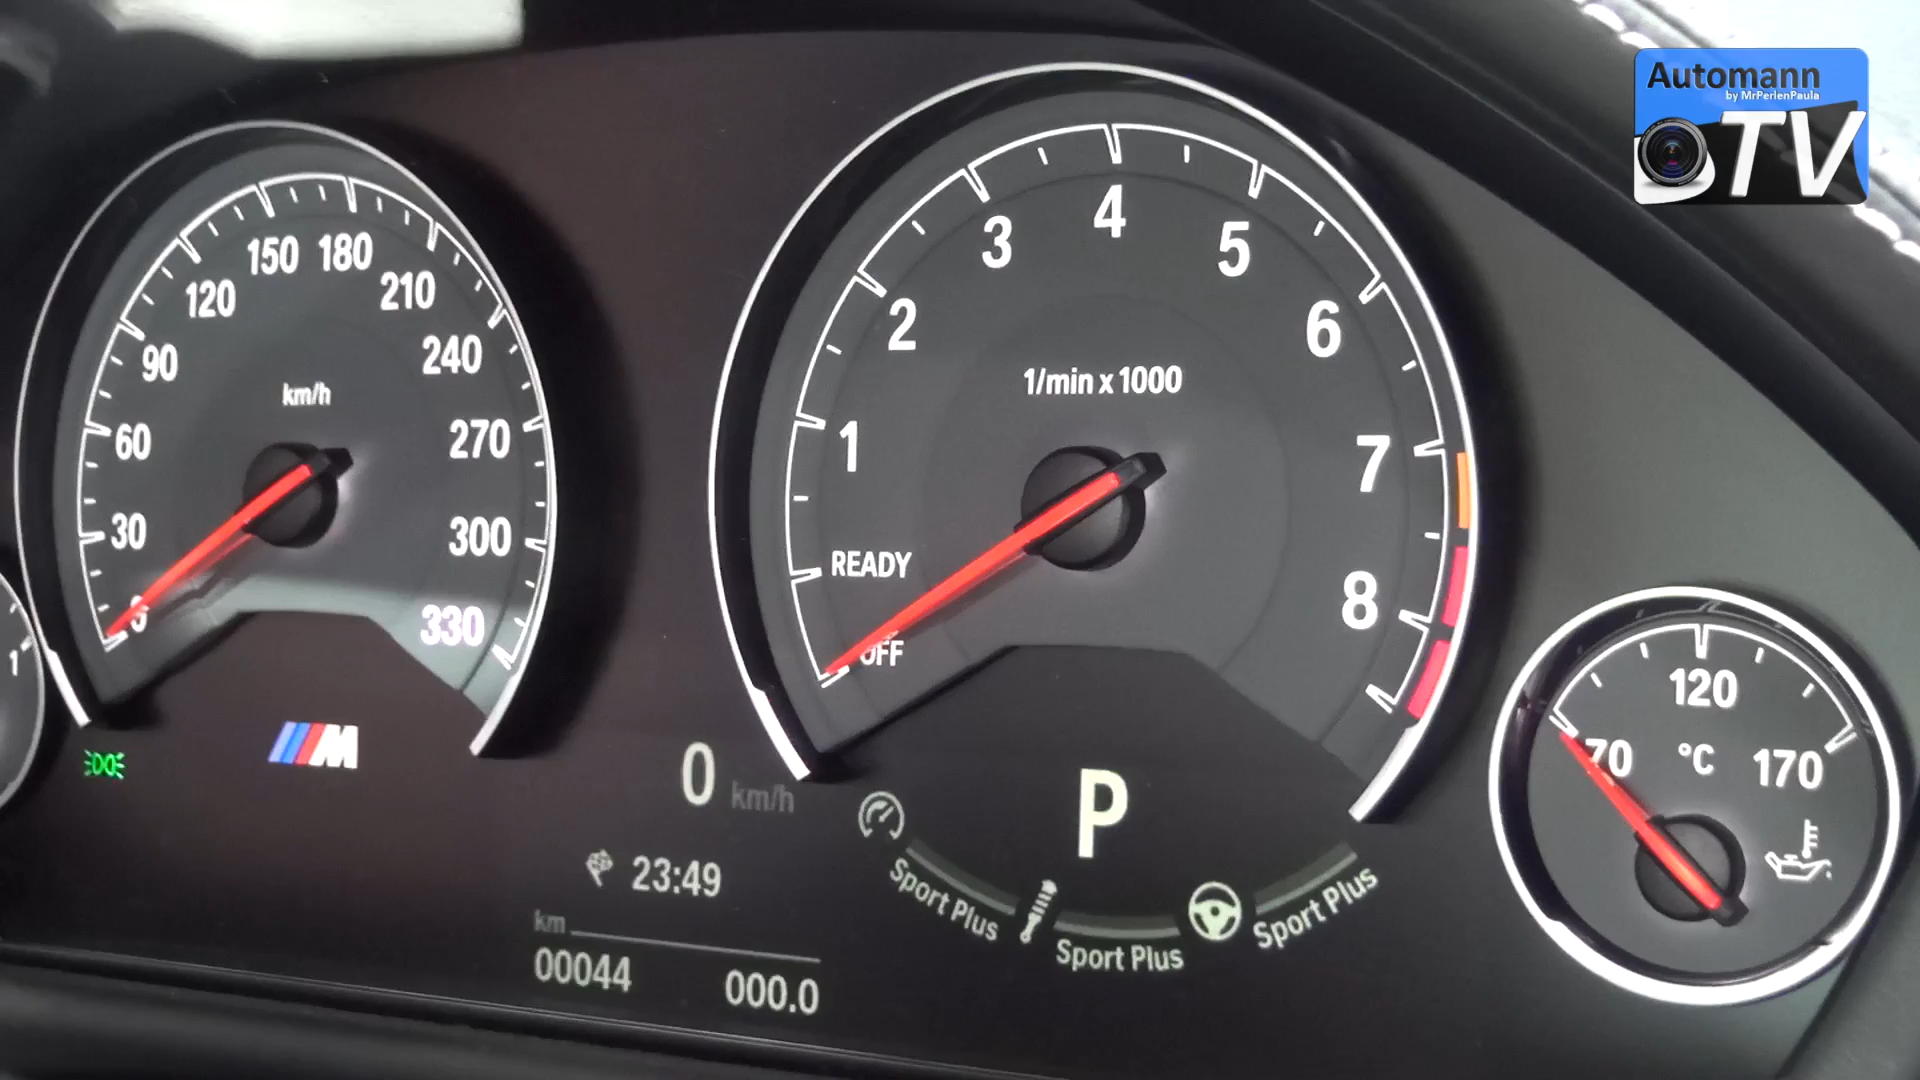 Automann
by MrPerlenPaula
TV
0
30
60
90
120
150
180
210
240
270
300
330
km/h
OFF
READY
1
2
3
4
5
6
7
8
1/min x 1000
70
120
170
°C
1
M
0 km/h
P
23:49
Sport Plus
Sport Plus
Sport Plus
km
00044 000.0